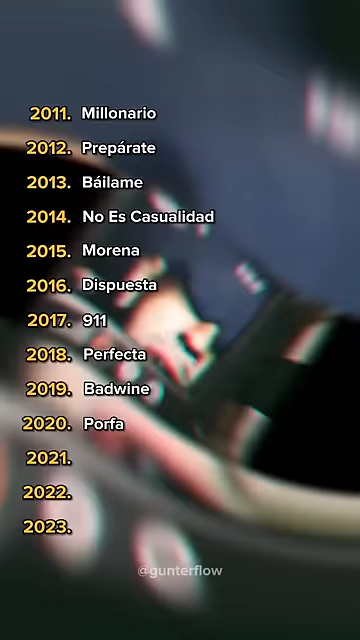 2011. Millonario
2012. Prepárate
2013. Báilame
2014. No Es Casualidad
2015. Morena
2016. Dispuesta
2017. 911
2018. Perfecta
2019. Badwine
2020. Porfa
2021.
2022.
2023.
@gunterflow